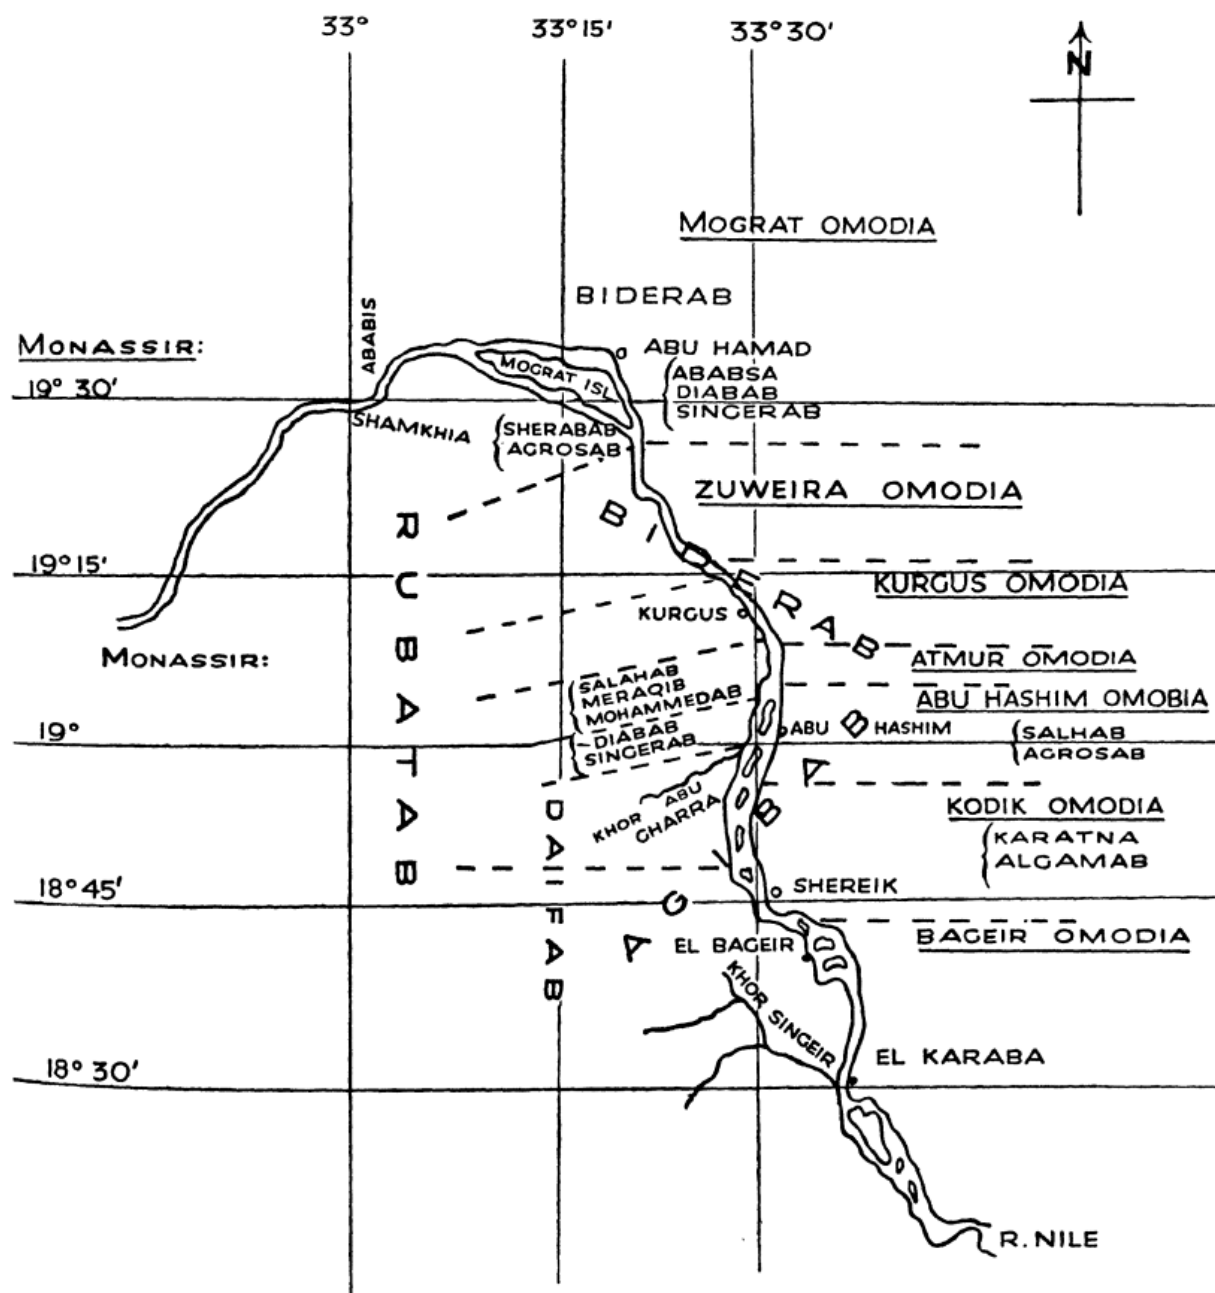 33°
33°15'
33°30'
N
MOGRAT OMODIA
BIDERAB
ABABIS
MONASSIR:
ABU HAMAD
19° 30'
MOGRAT ISL
ABABSA
DIABAB
SINGERAB
SHAMKHIA
SHERABAB
AGROSAB
ZUWEIRA OMODIA
RUBATAB
BIDERAB
19°15'
KURGUS OMODIA
KURGUS
MONASSIR:
ATMUR OMODIA
SALAHAB
MERAQIB
MOHAMMEDAB
ABU HASHIM OMOBIA
DIABAB
SINGERAB
19°
ABU HASHIM
SALHAB
AGROSAB
KHOR ABU
GHARRA
KODIK OMODIA
KARATNA
ALGAMAB
DAIFAB
AGIBAB
18°45'
SHEREIK
BAGEIR OMODIA
EL BAGEIR
KHOR SINGEIR
EL KARABA
18° 30'
R. NILE